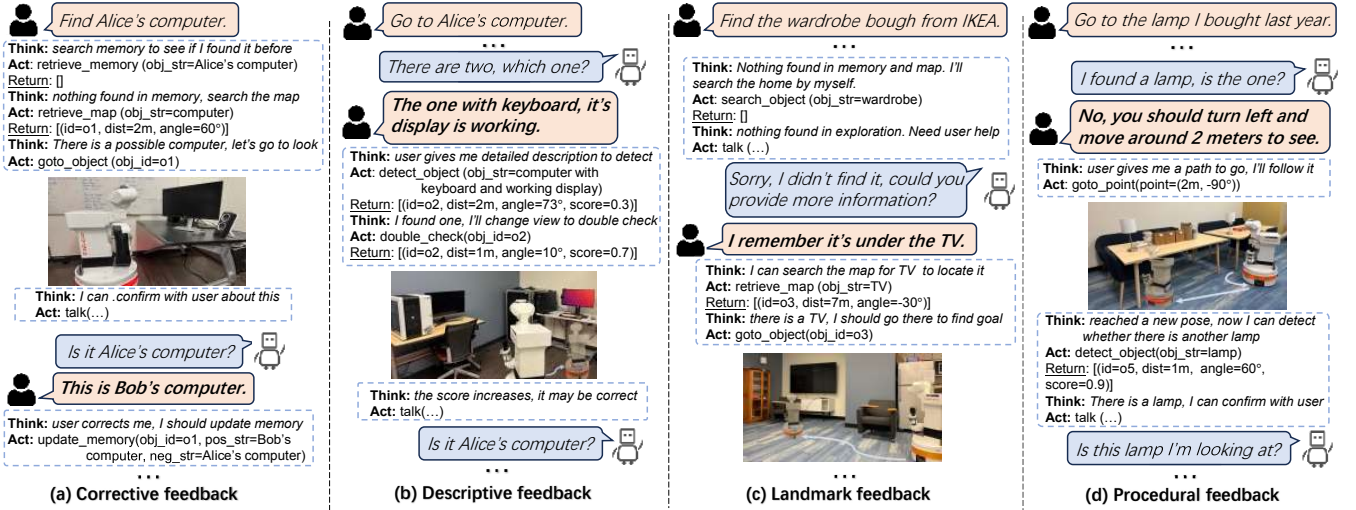 Find Alice's computer.
Think: search memory to see if I found it before
Act: retrieve_memory (obj_str=Alice's computer)
Return: []
Think: nothing found in memory, search the map
Act: retrieve_map (obj_str=computer)
Return: [(id=o1, dist=2m, angle=60°)]
Think: There is a possible computer, let's go to look
Act: goto_object (obj_id=o1)
Think: I can .confirm with user about this
Act: talk(…)
Is it Alice's computer?
This is Bob's computer.
Think: user corrects me, I should update memory
Act: update_memory(obj_id=o1, pos_str=Bob's
computer, neg_str=Alice's computer)
...
(a) Corrective feedback
Go to Alice's computer.
...
There are two, which one?
The one with keyboard, it's
display is working.
Think: user gives me detailed description to detect
Act: detect_object (obj_str=computer with
keyboard and working display)
Return: [(id=o2, dist=2m, angle=73°, score=0.3)]
Think: I found one, I'll change view to double check
Act: double_check(obj_id=o2)
Return: [(id=o2, dist=1m, angle=10°, score=0.7)]
Think: the score increases, it may be correct
Act: talk(…)
Is it Alice's computer?
...
(b) Descriptive feedback
Find the wardrobe bough from IKEA.
...
Think: Nothing found in memory and map. I'll
search the home by myself.
Act: search_object (obj_str=wardrobe)
Return: []
Think: nothing found in exploration. Need user help
Act: talk (…)
Sorry, I didn't find it, could you
provide more information?
I remember it's under the TV.
Think: I can search the map for TV to locate it
Act: retrieve_map (obj_str=TV)
Return: [(id=o3, dist=7m, angle=-30°)]
Think: there is a TV, I should go there to find goal
Act: goto_object(obj_id=o3)
...
(c) Landmark feedback
Go to the lamp I bought last year.
...
I found a lamp, is the one?
No, you should turn left and
move around 2 meters to see.
Think: user gives me a path to go, I'll follow it
Act: goto_point(point=(2m, -90°))
Think: reached a new pose, now I can detect
whether there is another lamp
Act: detect_object(obj_str=lamp)
Return: [(id=o5, dist=1m, angle=60°,
score=0.9)]
Think: There is a lamp, I can confirm with user
Act: talk (…)
Is this lamp I'm looking at?
...
(d) Procedural feedback